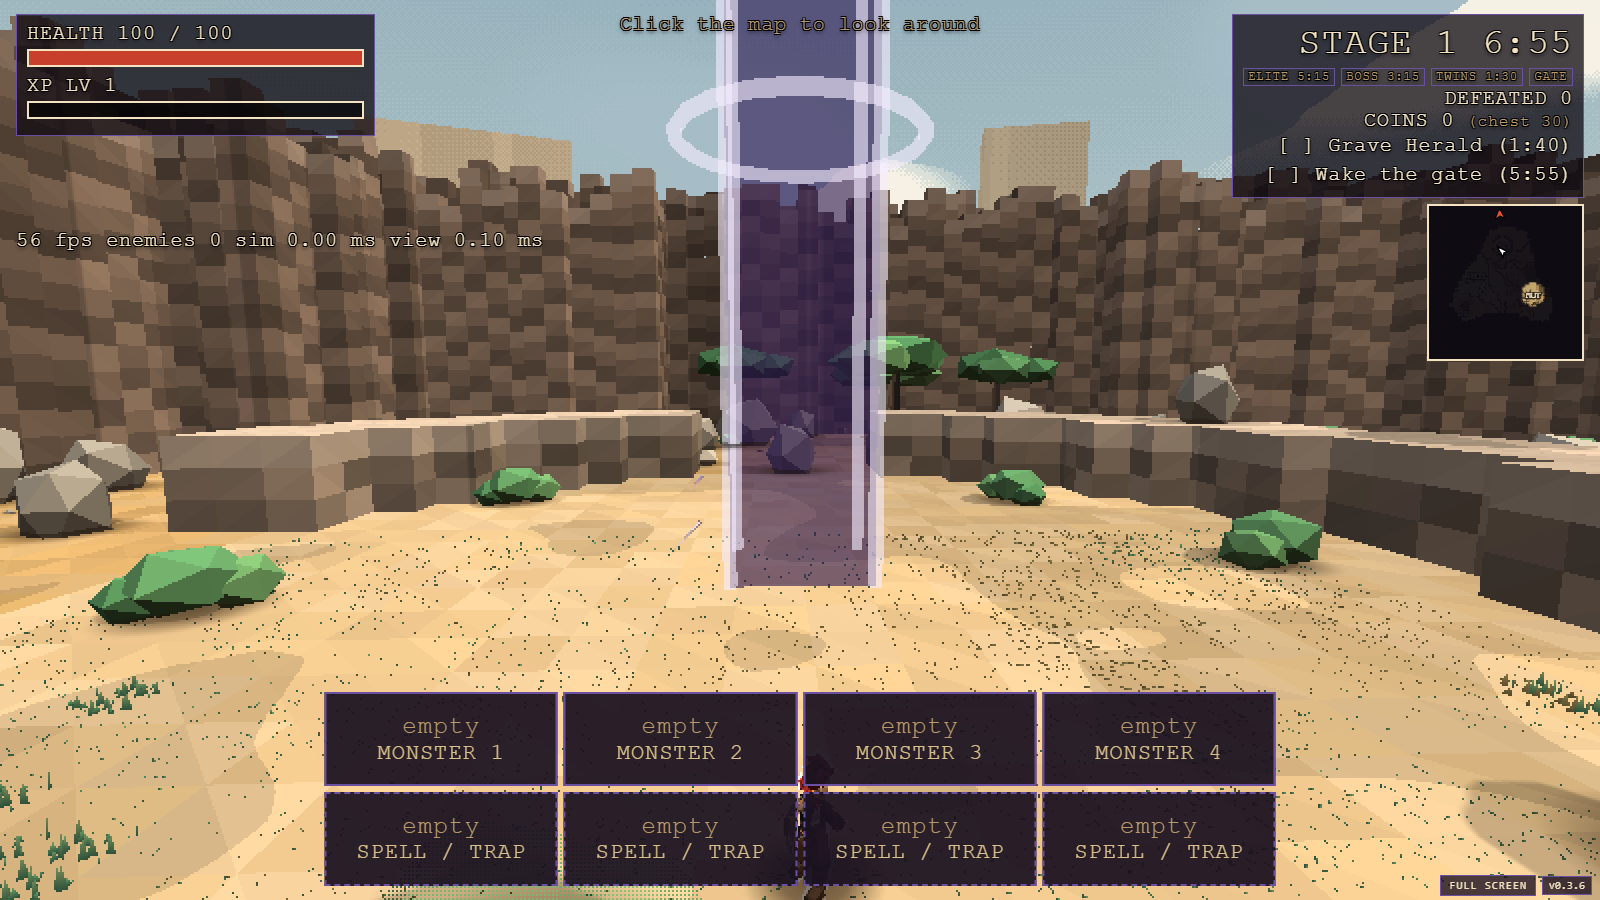 HEALTH 100 / 100
XP LV 1
Click the map to look around
STAGE 1 6:55
ELITE 5:15 BOSS 3:15 TWINS 1:30 GATE
DEFEATED 0
COINS 0 (chest 30)
[ ] Grave Herald (1:40)
[ ] Wake the gate (5:55)
56 fps enemies 0 sim 0.00 ms view 0.10 ms
empty empty empty empty
MONSTER 1 MONSTER 2 MONSTER 3 MONSTER 4
empty empty empty empty
SPELL / TRAP SPELL / TRAP SPELL / TRAP SPELL / TRAP
FULL SCREEN v0.3.6